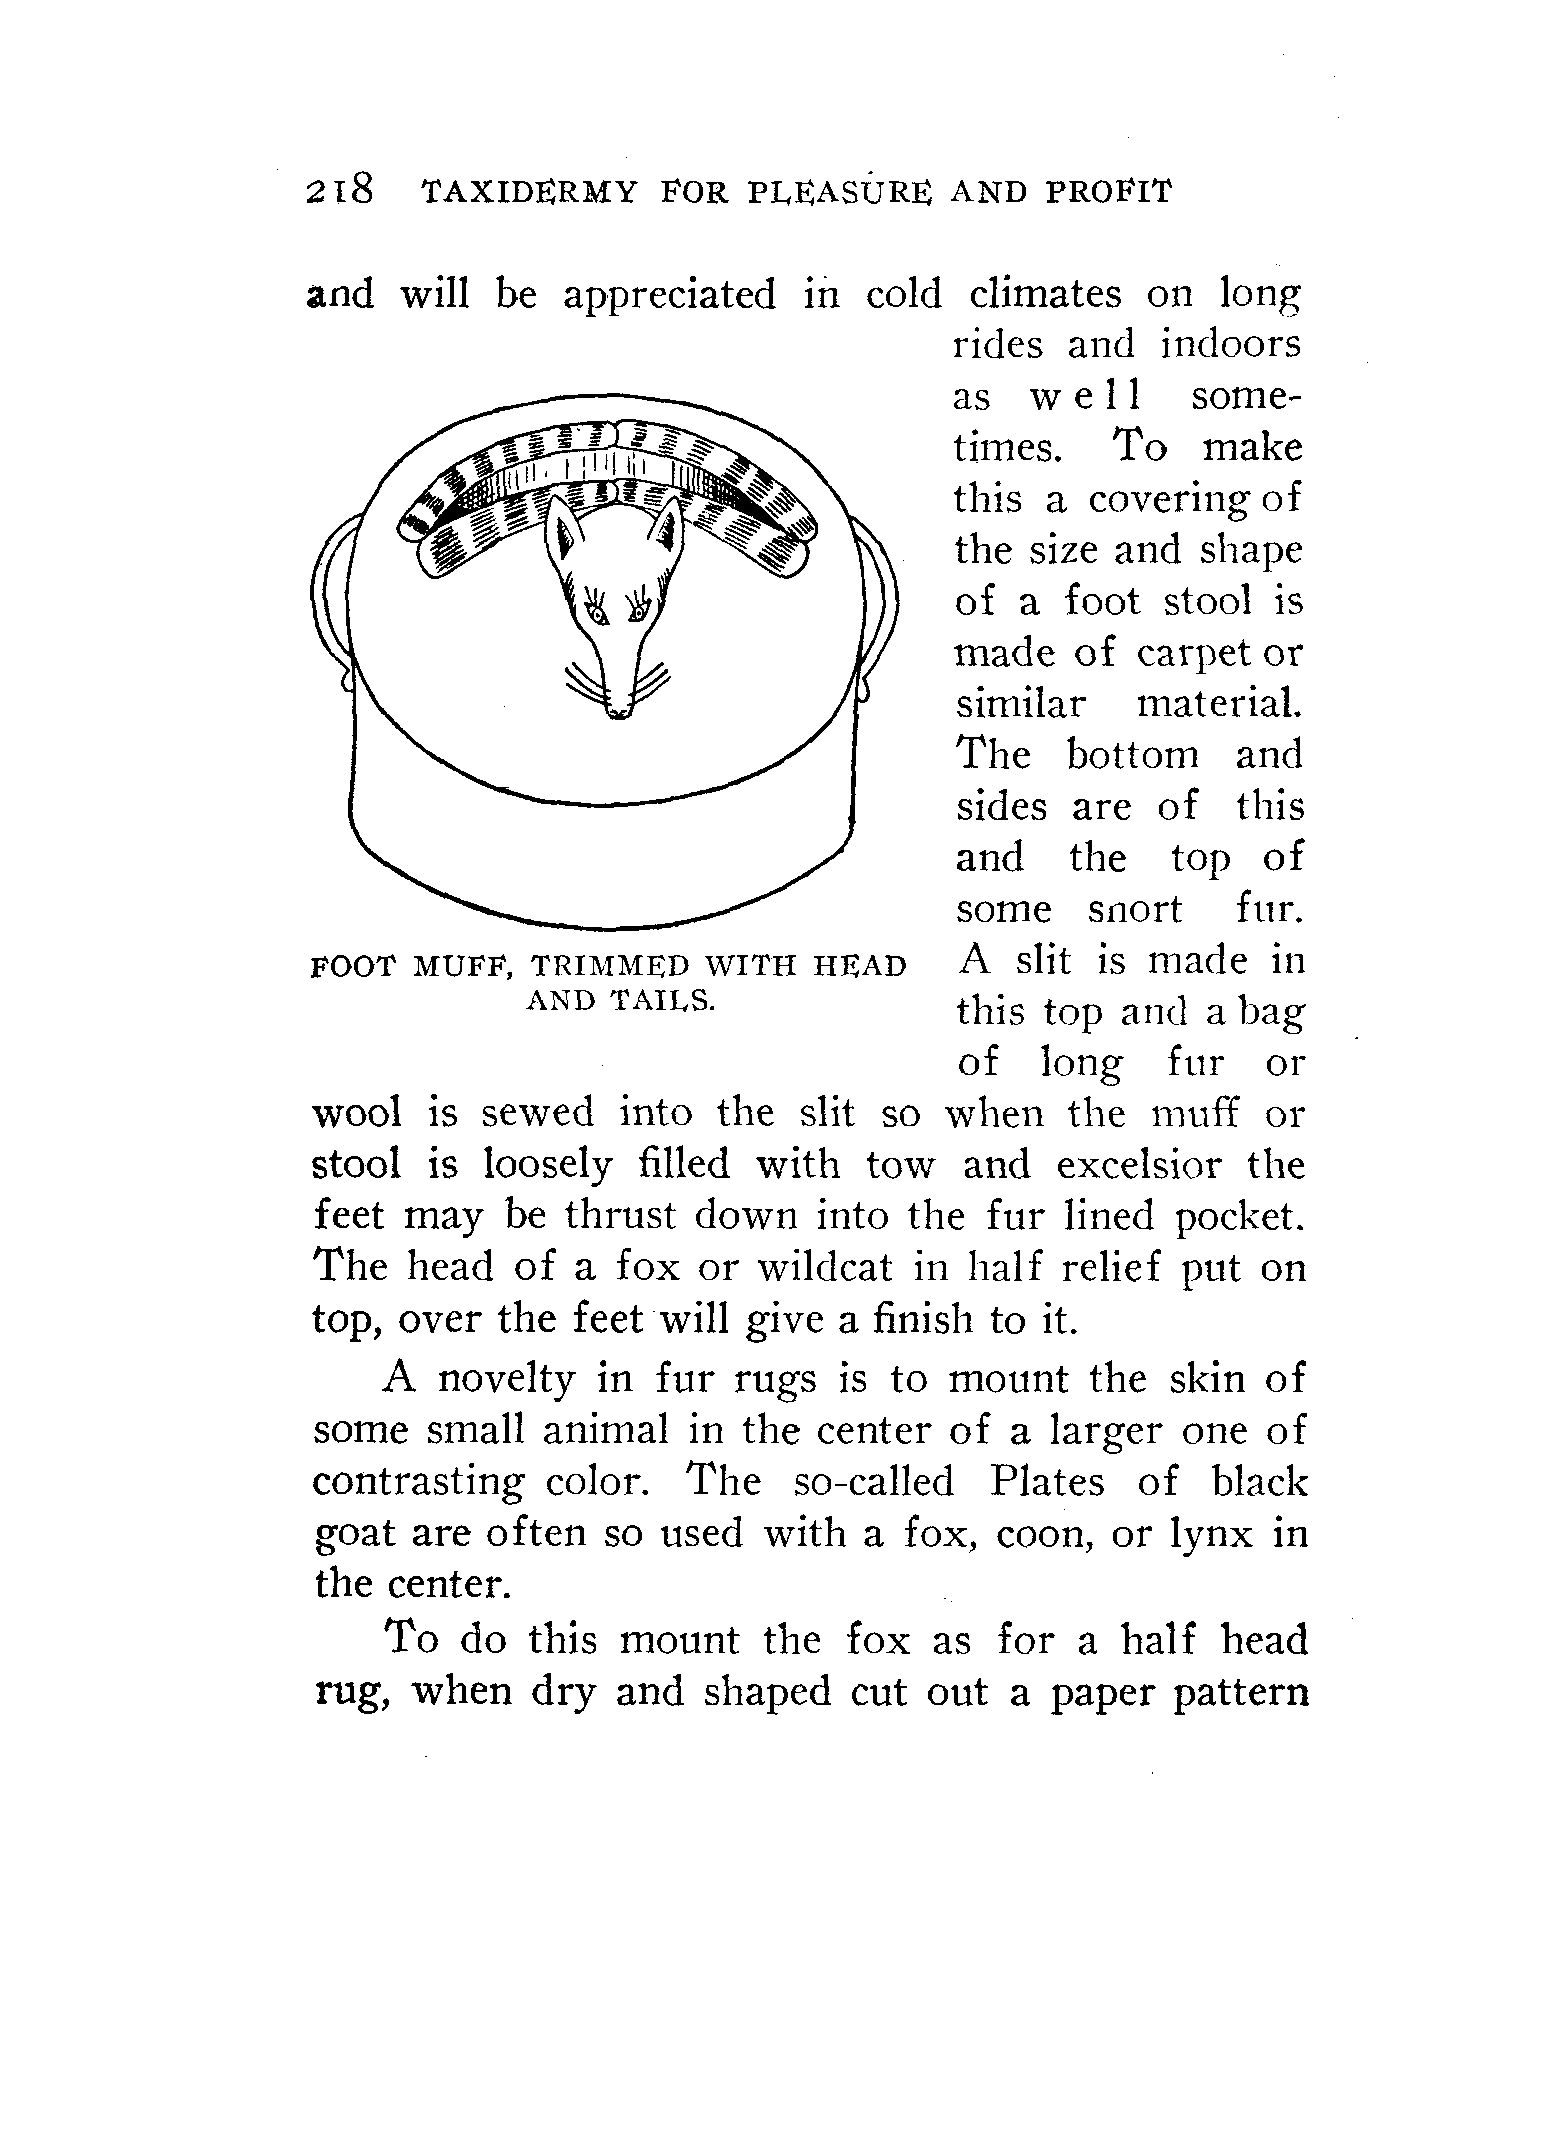 218 TAXIDERMY FOR PLEASURE AND PROFIT
and will be appreciated in cold climates on long
rides and indoors
as well some-
times. To make
this a covering of
the size and shape
of a foot stool is
made of carpet or
similar material.
The bottom and
sides are of this
and the top of
some snort fur.
A slit is made in
this top and a bag
of long fur or
FOOT MUFF, TRIMMED WITH HEAD
AND TAILS.
wool is sewed into the slit so when the muff or
stool is loosely filled with tow and excelsior the
feet may be thrust down into the fur lined pocket.
The head of a fox or wildcat in half relief put on
top, over the feet will give a finish to it.
A novelty in fur rugs is to mount the skin of
some small animal in the center of a larger one of
contrasting color. The so-called Plates of black
goat are often so used with a fox, coon, or lynx in
the center.
To do this mount the fox as for a half head
rug, when dry and shaped cut out a paper pattern